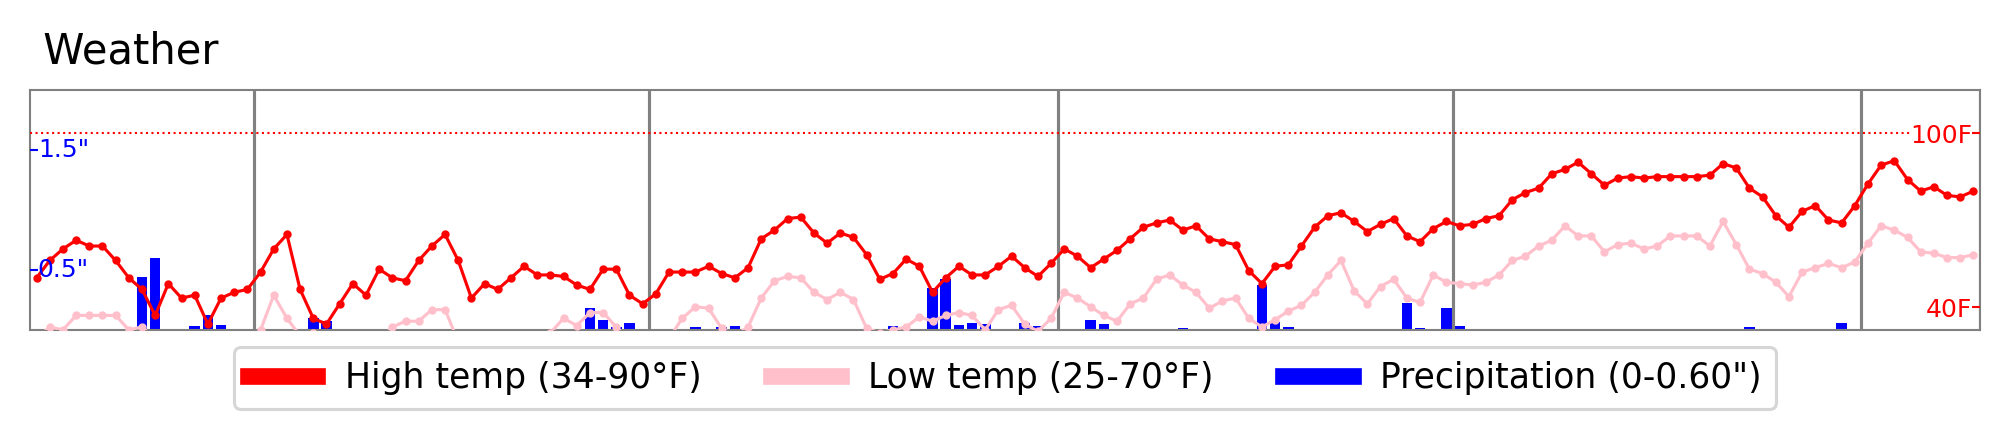 Weather
1.5"
100F
0.5"
40F
High temp (34-90°F) Low temp (25-70°F) Precipitation (0-0.60")